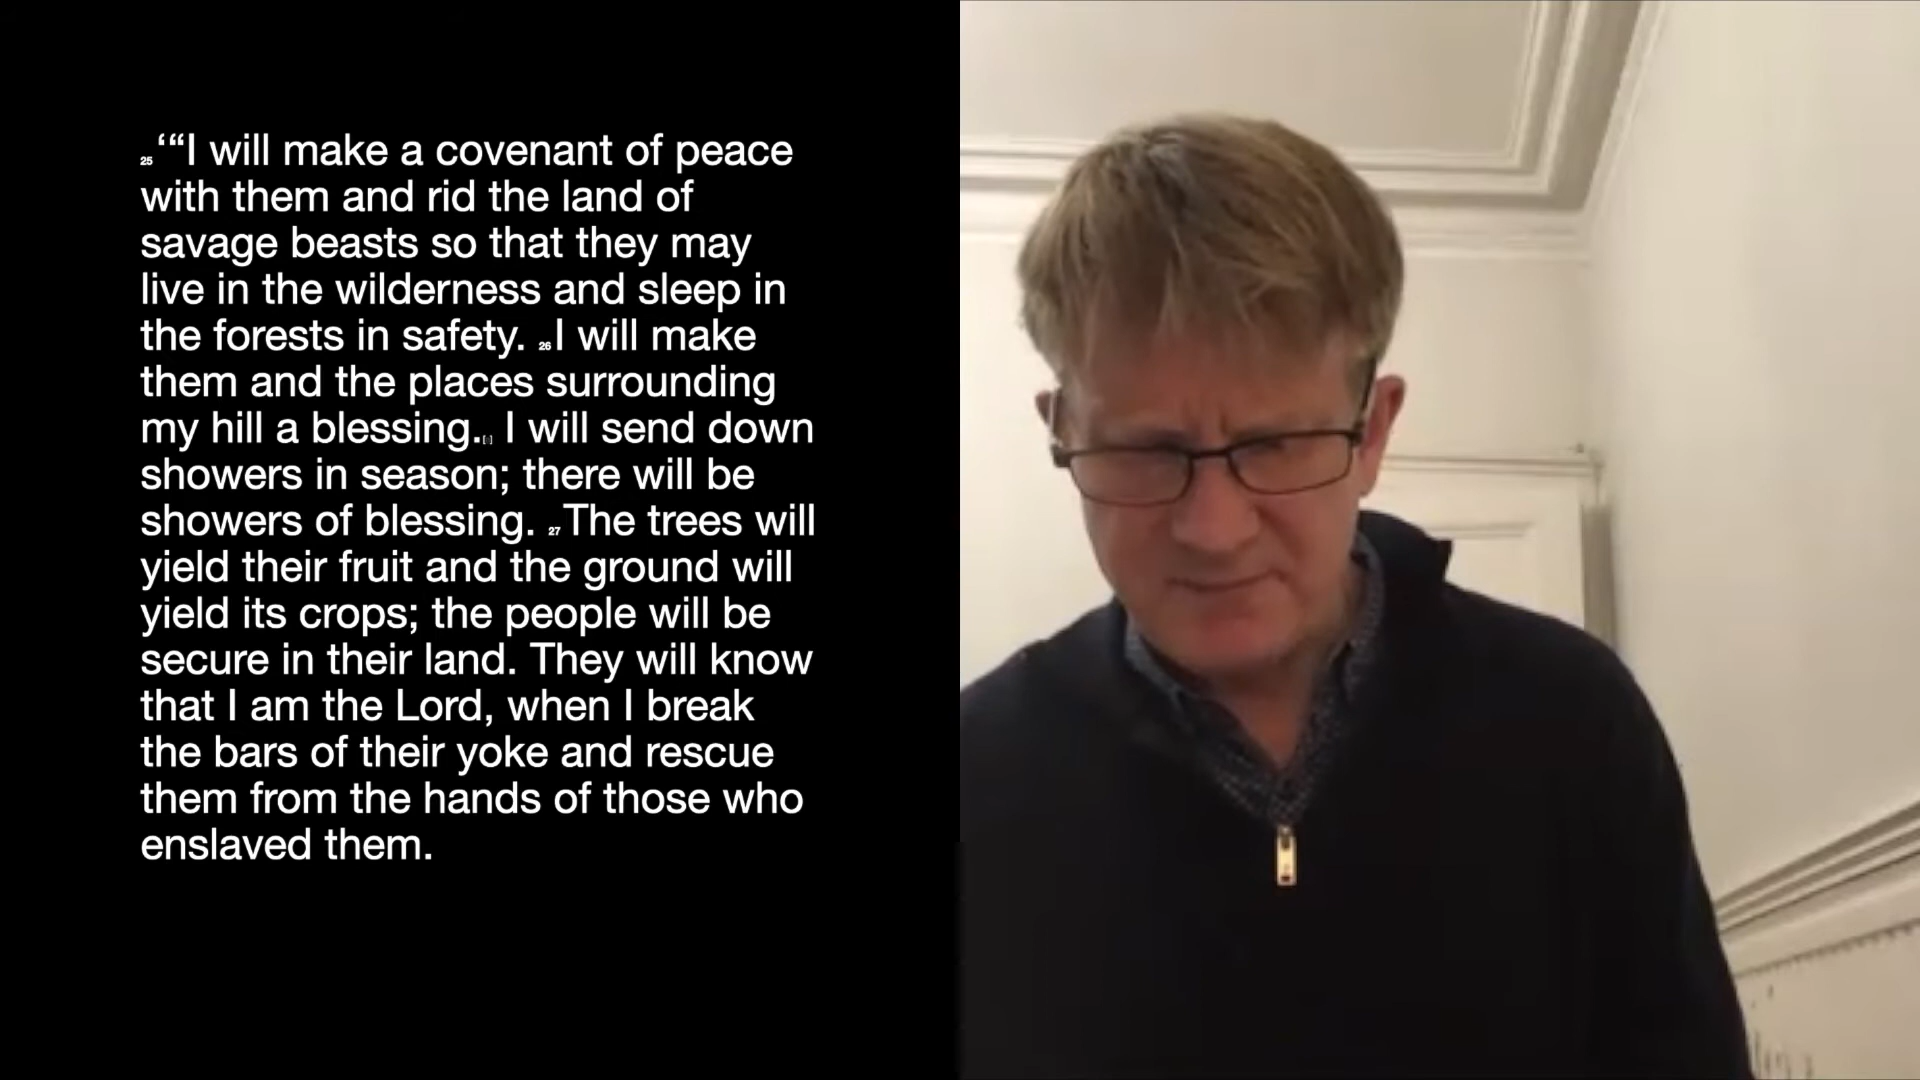 25 ‘“I will make a covenant of peace
with them and rid the land of
savage beasts so that they may
live in the wilderness and sleep in
the forests in safety. 26 I will make
them and the places surrounding
my hill a blessing. I will send down
showers in season; there will be
showers of blessing. 27 The trees will
yield their fruit and the ground will
yield its crops; the people will be
secure in their land. They will know
that I am the Lord, when I break
the bars of their yoke and rescue
them from the hands of those who
enslaved them.